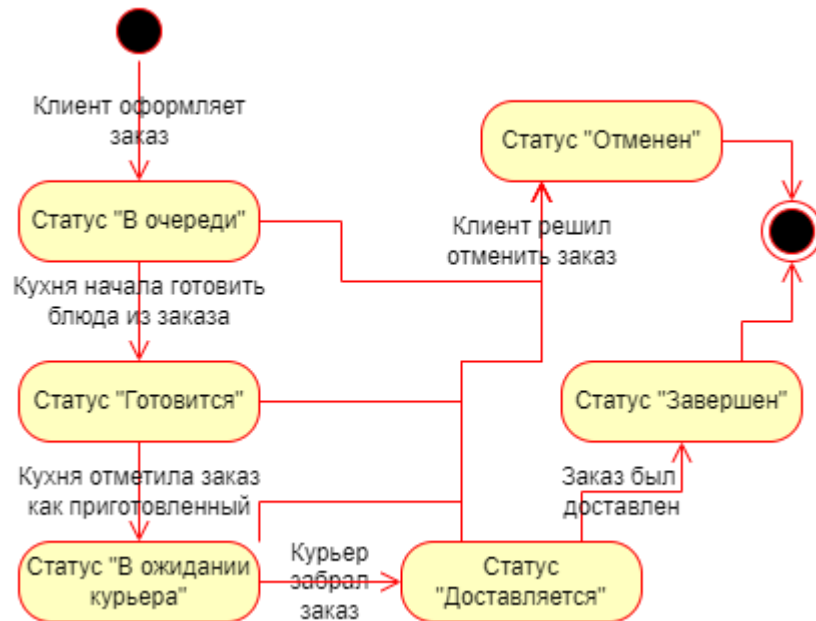 Клиент оформляет
заказ
Статус "Отменен"
Статус "В очереди"
Клиент решил
отменить заказ
Кухня начала готовить
блюда из заказа
Статус "Готовится"
Статус "Завершен"
Кухня отметила заказ
как приготовленный
Заказ был
доставлен
Статус "В ожидании
курьера"
Курьер
забрал
заказ
Статус
"Доставляется"